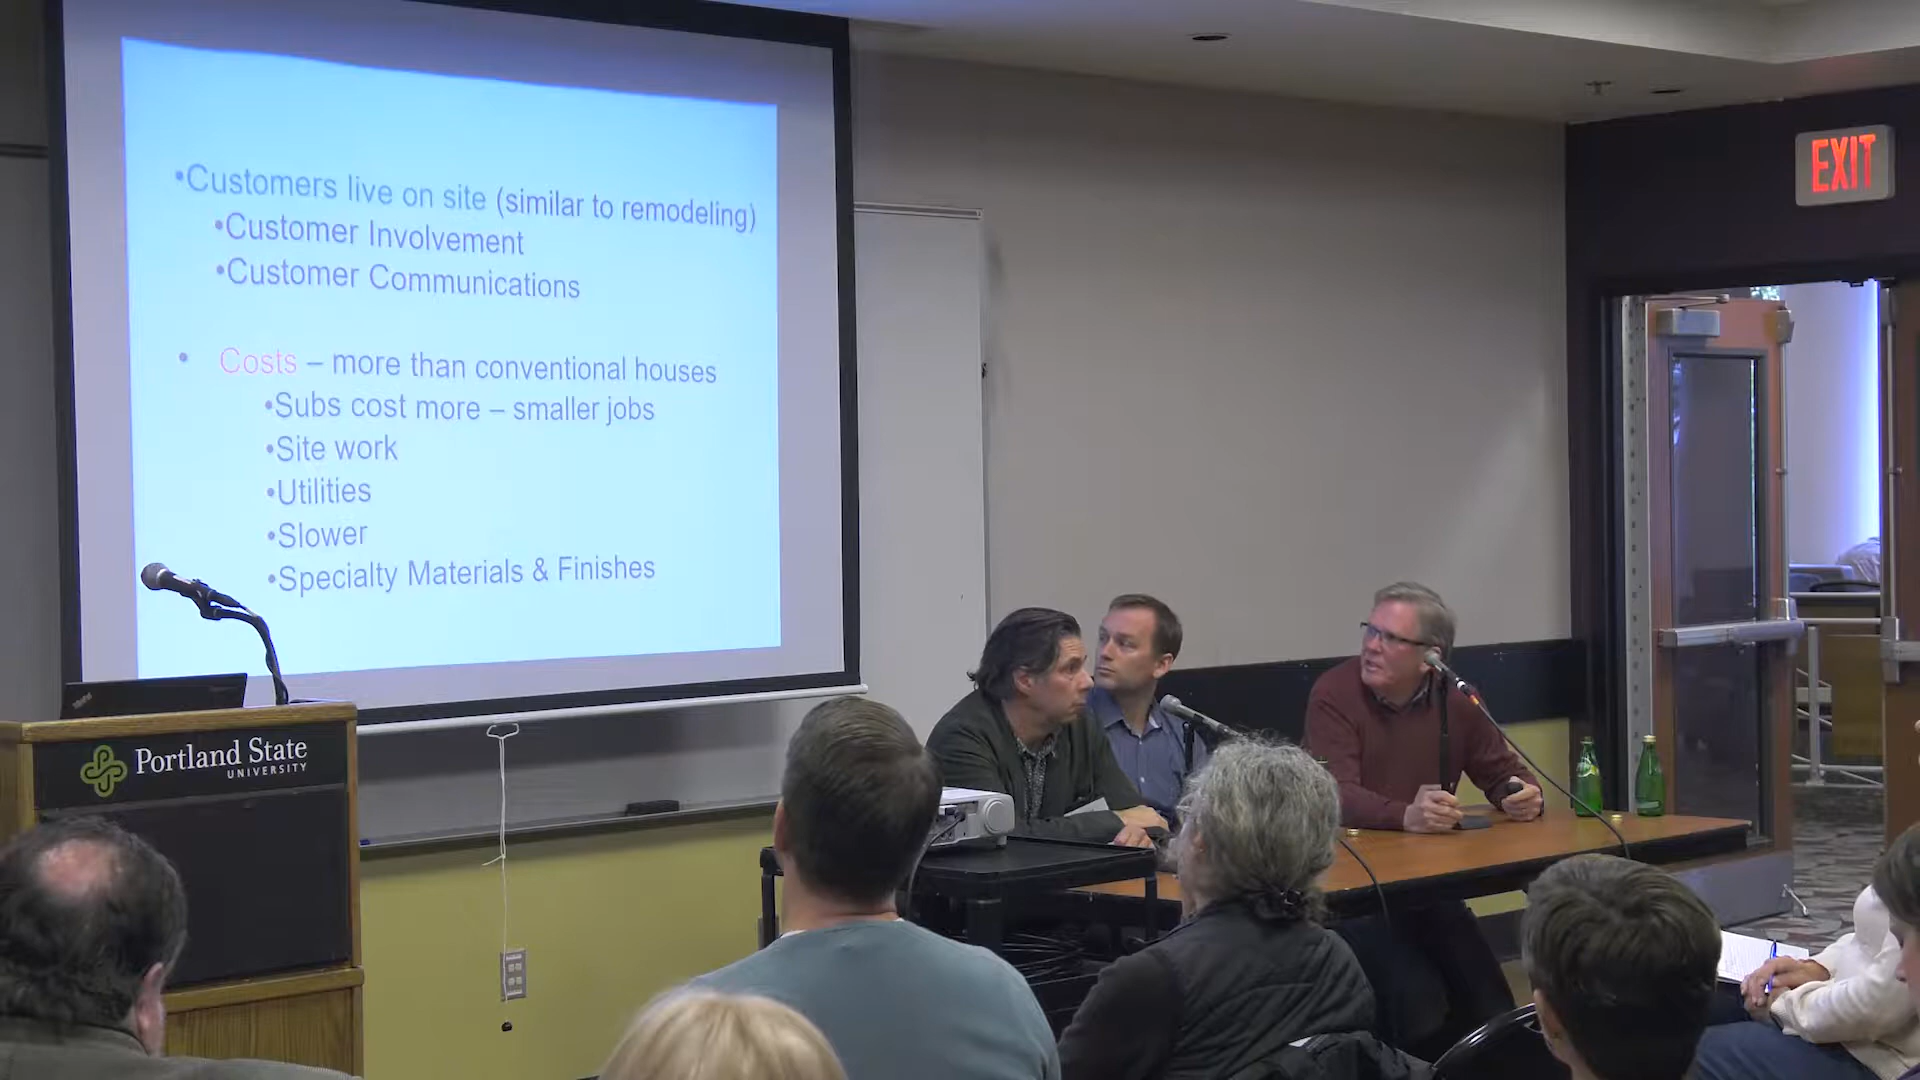 •Customers live on site (similar to remodeling)
•Customer Involvement
•Customer Communications
• Costs – more than conventional houses
•Subs cost more – smaller jobs
•Site work
•Utilities
•Slower
•Specialty Materials & Finishes
EXIT
Portland State
UNIVERSITY